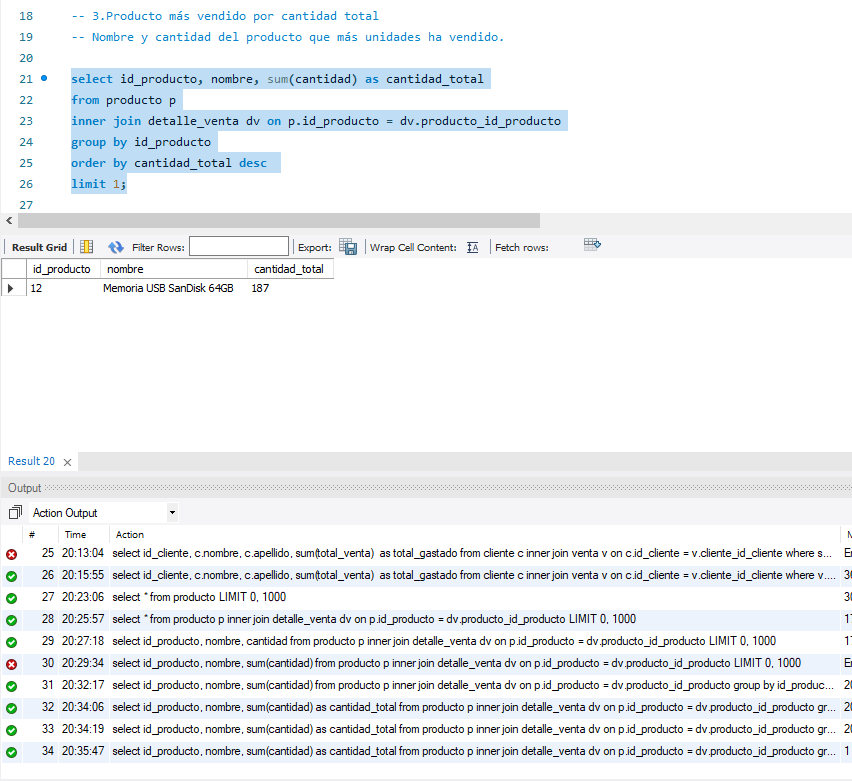 18 -- 3.Producto más vendido por cantidad total
19 -- Nombre y cantidad del producto que más unidades ha vendido.
20
21 select id_producto, nombre, sum(cantidad) as cantidad_total
22 from producto p
23 inner join detalle_venta dv on p.id_producto = dv.producto_id_producto
24 group by id_producto
25 order by cantidad_total desc
26 limit 1;
27
Result Grid Filter Rows: Export: Wrap Cell Content: Fetch rows:
id_producto nombre cantidad_total
12 Memoria USB SanDisk 64GB 187
Result 20
Output
Action Output
# Time Action
25 20:13:04 select id_cliente, c.nombre, c.apellido, sum(total_venta) as total_gastado from cliente c inner join venta v on c.id_cliente = v.cliente_id_cliente where s...
26 20:15:55 select id_cliente, c.nombre, c.apellido, sum(total_venta) as total_gastado from cliente c inner join venta v on c.id_cliente = v.cliente_id_cliente where v....
27 20:23:06 select * from producto LIMIT 0, 1000
28 20:25:57 select * from producto p inner join detalle_venta dv on p.id_producto = dv.producto_id_producto LIMIT 0, 1000
29 20:27:18 select id_producto, nombre, cantidad from producto p inner join detalle_venta dv on p.id_producto = dv.producto_id_producto LIMIT 0, 1000
30 20:29:34 select id_producto, nombre, sum(cantidad) from producto p inner join detalle_venta dv on p.id_producto = dv.producto_id_producto LIMIT 0, 1000
31 20:32:17 select id_producto, nombre, sum(cantidad) from producto p inner join detalle_venta dv on p.id_producto = dv.producto_id_producto group by id_produc...
32 20:34:06 select id_producto, nombre, sum(cantidad) as cantidad_total from producto p inner join detalle_venta dv on p.id_producto = dv.producto_id_producto gr...
33 20:34:19 select id_producto, nombre, sum(cantidad) as cantidad_total from producto p inner join detalle_venta dv on p.id_producto = dv.producto_id_producto gr...
34 20:35:47 select id_producto, nombre, sum(cantidad) as cantidad_total from producto p inner join detalle_venta dv on p.id_producto = dv.producto_id_producto gr... 1